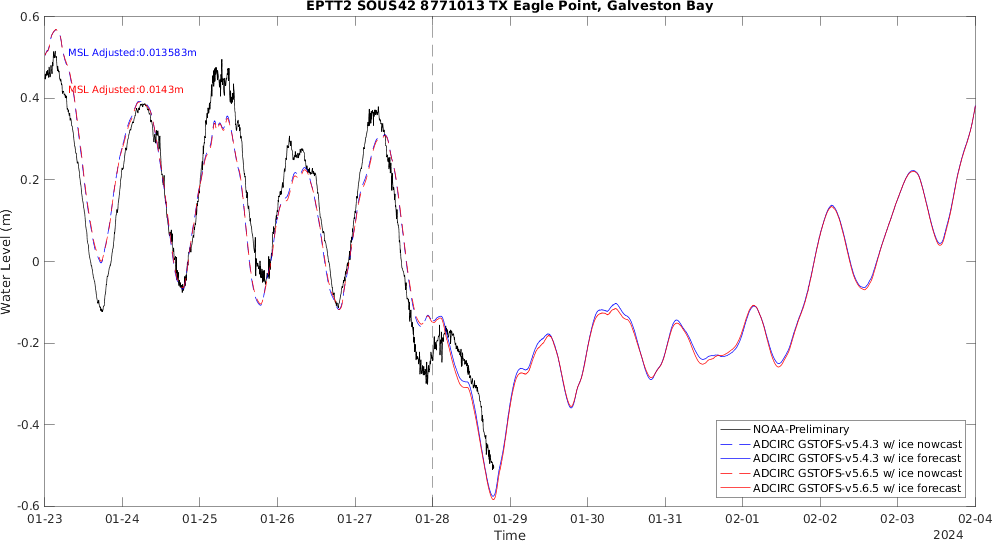 EPTT2 SOUS42 8771013 TX Eagle Point, Galveston Bay
0.6
0.4
0.2
0
-0.2
-0.4
-0.6
Water Level (m)
MSL Adjusted:0.013583m
MSL Adjusted:0.0143m
NOAA-Preliminary
ADCIRC GSTOFS-v5.4.3 w/ ice nowcast
ADCIRC GSTOFS-v5.4.3 w/ ice forecast
ADCIRC GSTOFS-v5.6.5 w/ ice nowcast
ADCIRC GSTOFS-v5.6.5 w/ ice forecast
01-23 01-24 01-25 01-26 01-27 01-28 01-29 01-30 01-31 02-01 02-02 02-03 02-04
Time
2024